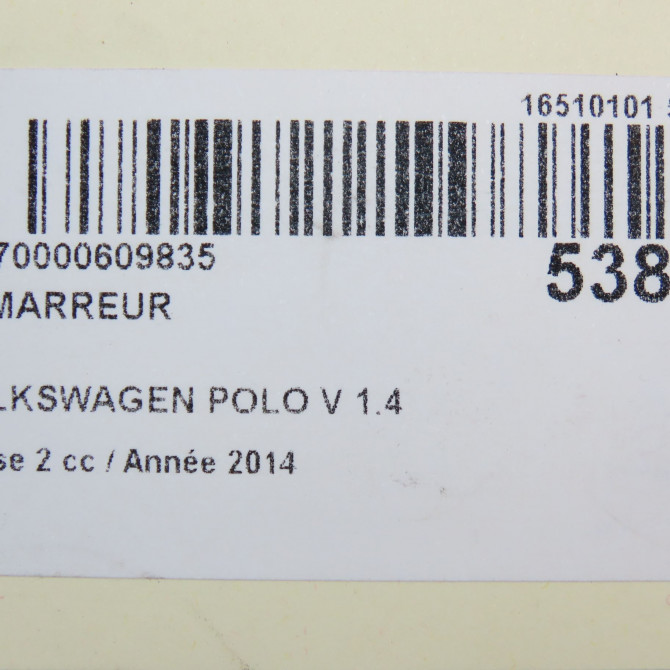 16510101
70000609835
538
MARREUR
LKSWAGEN POLO V 1.4
se 2 cc / Année 2014